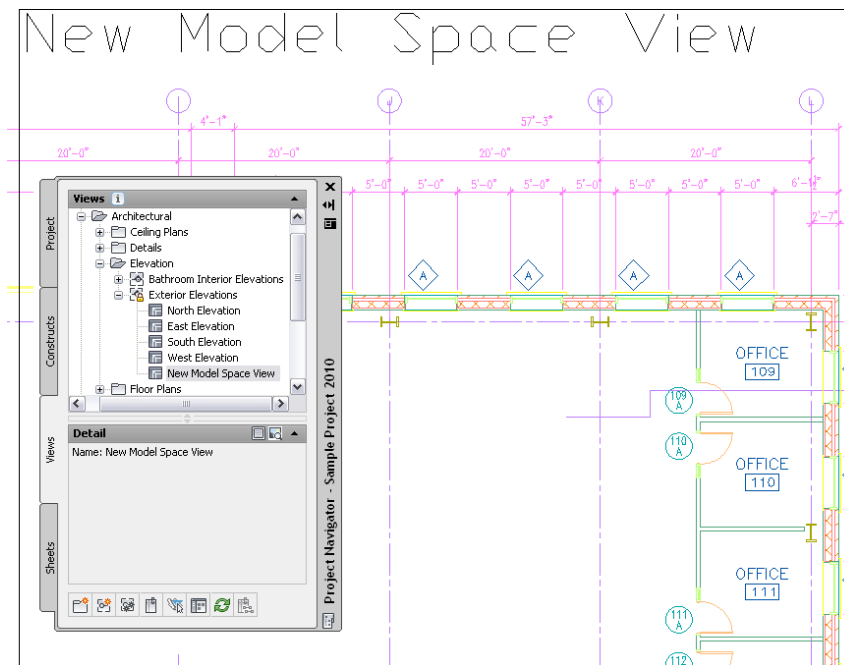 New Model Space View
J K L
4'-1" 57'-3"
20'-0" 20'-0" 20'-0" 20'-0"
5'-0" 5'-0" 5'-0" 5'-0" 5'-0" 5'-0" 5'-0" 5'-0" 6'-1½"
2'-7"
A A A A
Views
Architectural
Ceiling Plans
Details
Elevation
Bathroom Interior Elevations
Exterior Elevations
North Elevation
East Elevation
South Elevation
West Elevation
New Model Space View
Floor Plans
Detail
Name: New Model Space View
Project
Constructs
Views
Sheets
Project Navigator - Sample Project 2010
OFFICE
109
109
A
110
A
OFFICE
110
OFFICE
111
111
A
112